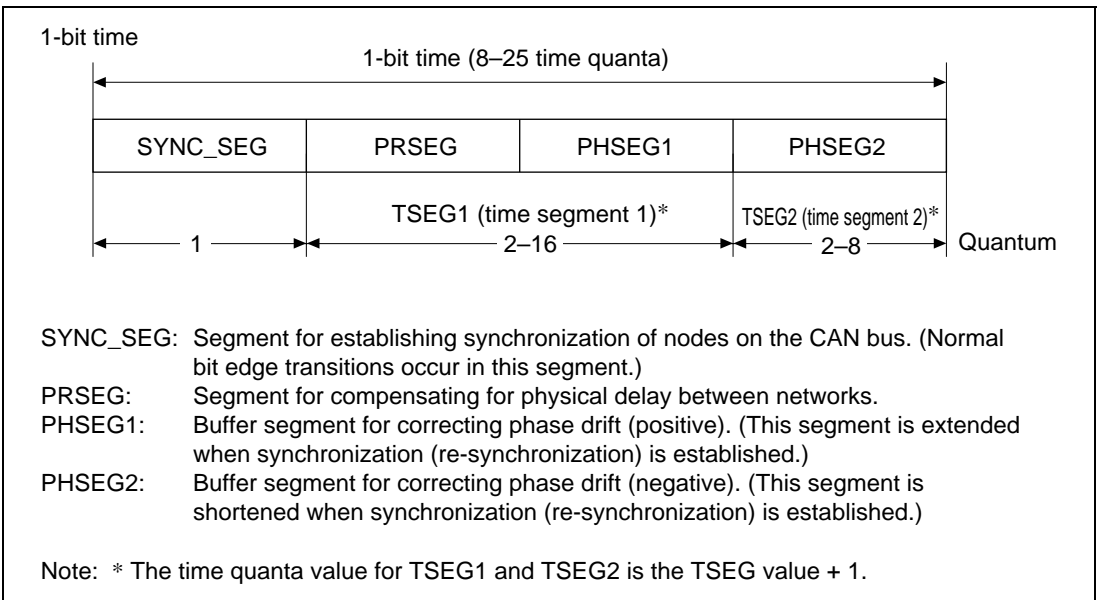 1-bit time
1-bit time (8–25 time quanta)
SYNC_SEG PRSEG PHSEG1 PHSEG2
TSEG1 (time segment 1)* TSEG2 (time segment 2)*
1 2–16 2–8 Quantum
SYNC_SEG: Segment for establishing synchronization of nodes on the CAN bus. (Normal
bit edge transitions occur in this segment.)
PRSEG: Segment for compensating for physical delay between networks.
PHSEG1: Buffer segment for correcting phase drift (positive). (This segment is extended
when synchronization (re-synchronization) is established.)
PHSEG2: Buffer segment for correcting phase drift (negative). (This segment is
shortened when synchronization (re-synchronization) is established.)
Note: * The time quanta value for TSEG1 and TSEG2 is the TSEG value + 1.